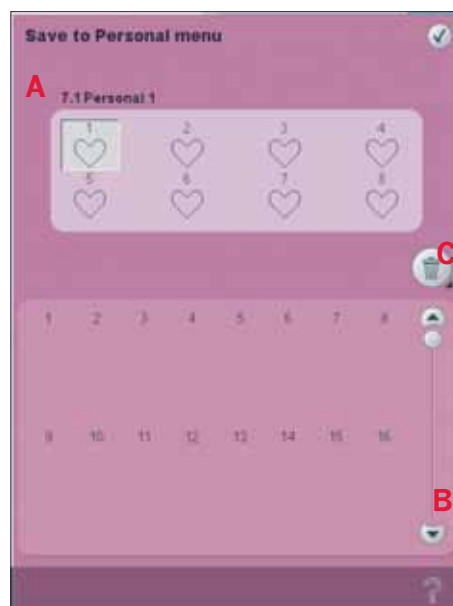 Save to Personal menu
A
7.1 Personal 1
1 2 3 4
5 6 7 8
C
1 2 3 4 5 6 7 8
9 10 11 12 13 14 15 16
B
?